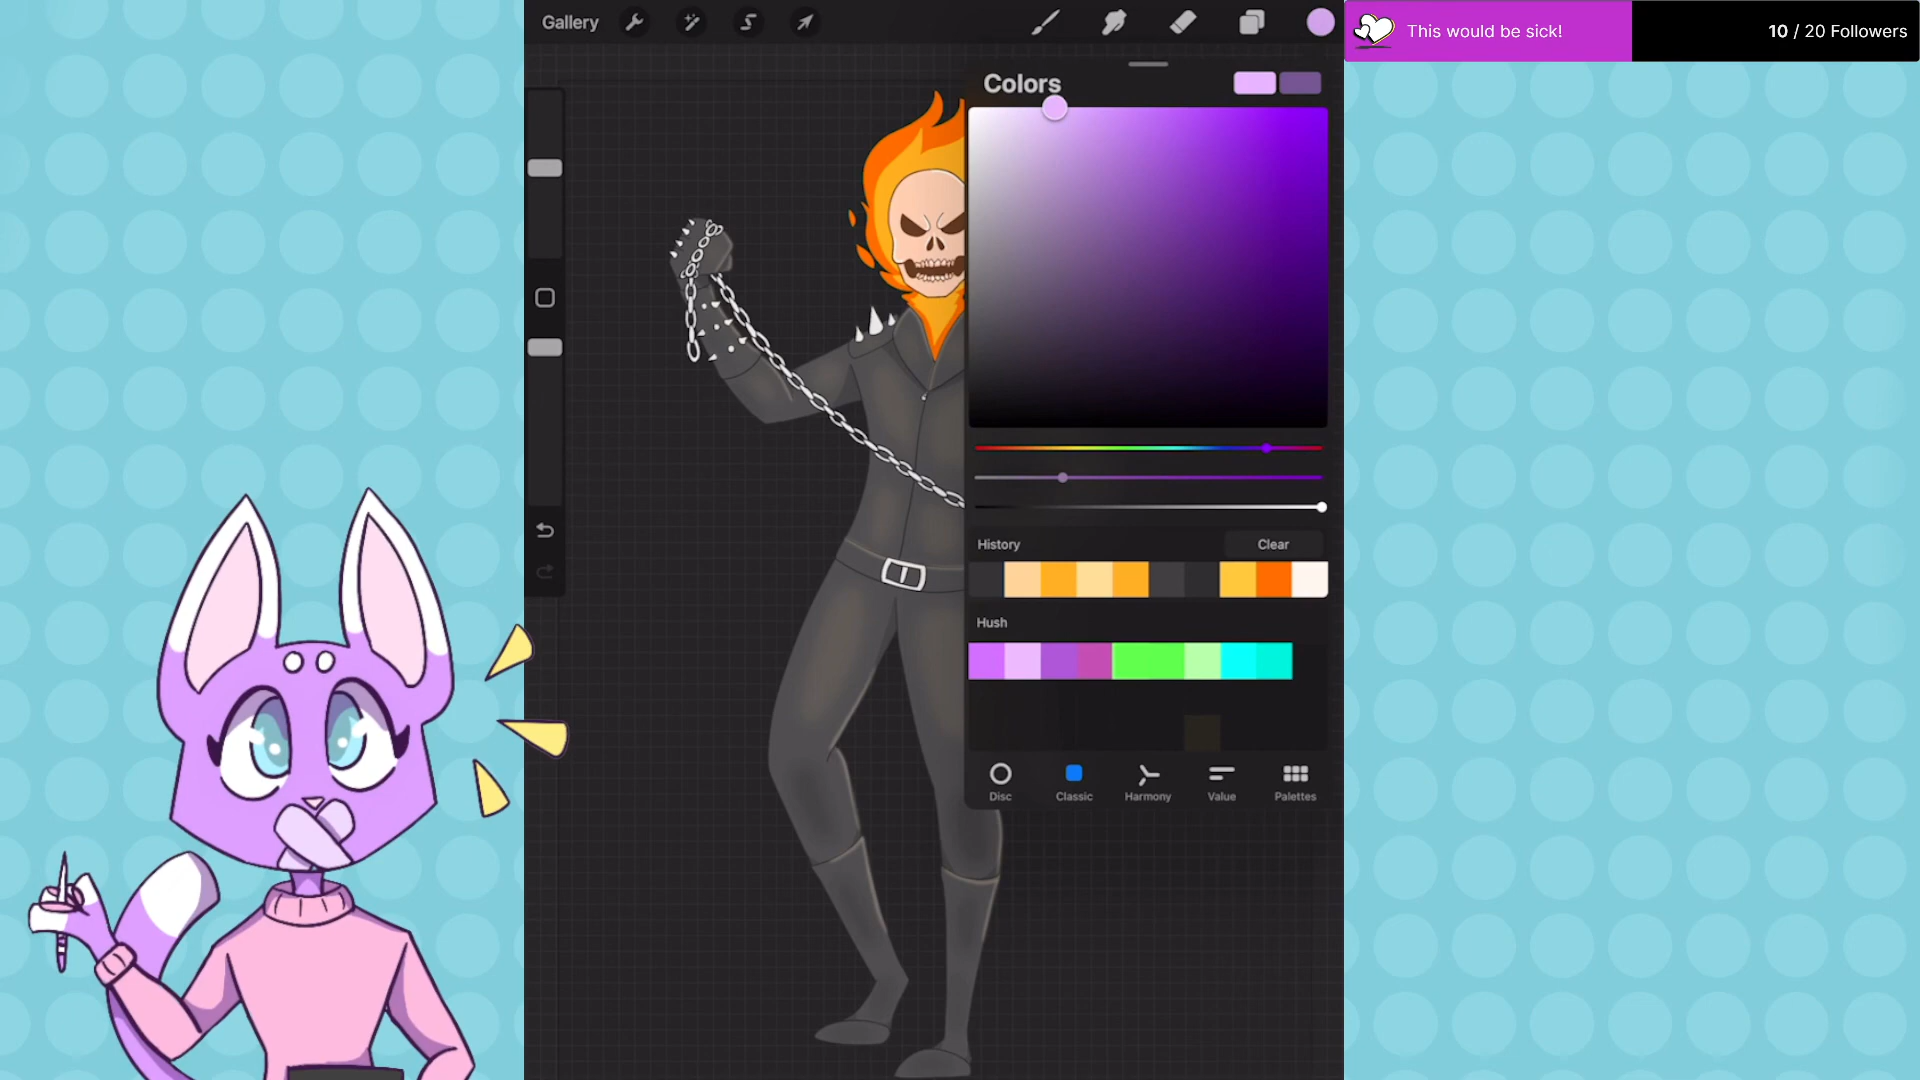 Gallery
This would be sick!
10 / 20 Followers
Colors
History
Clear
Hush
Disc
Classic
Harmony
Value
Palettes